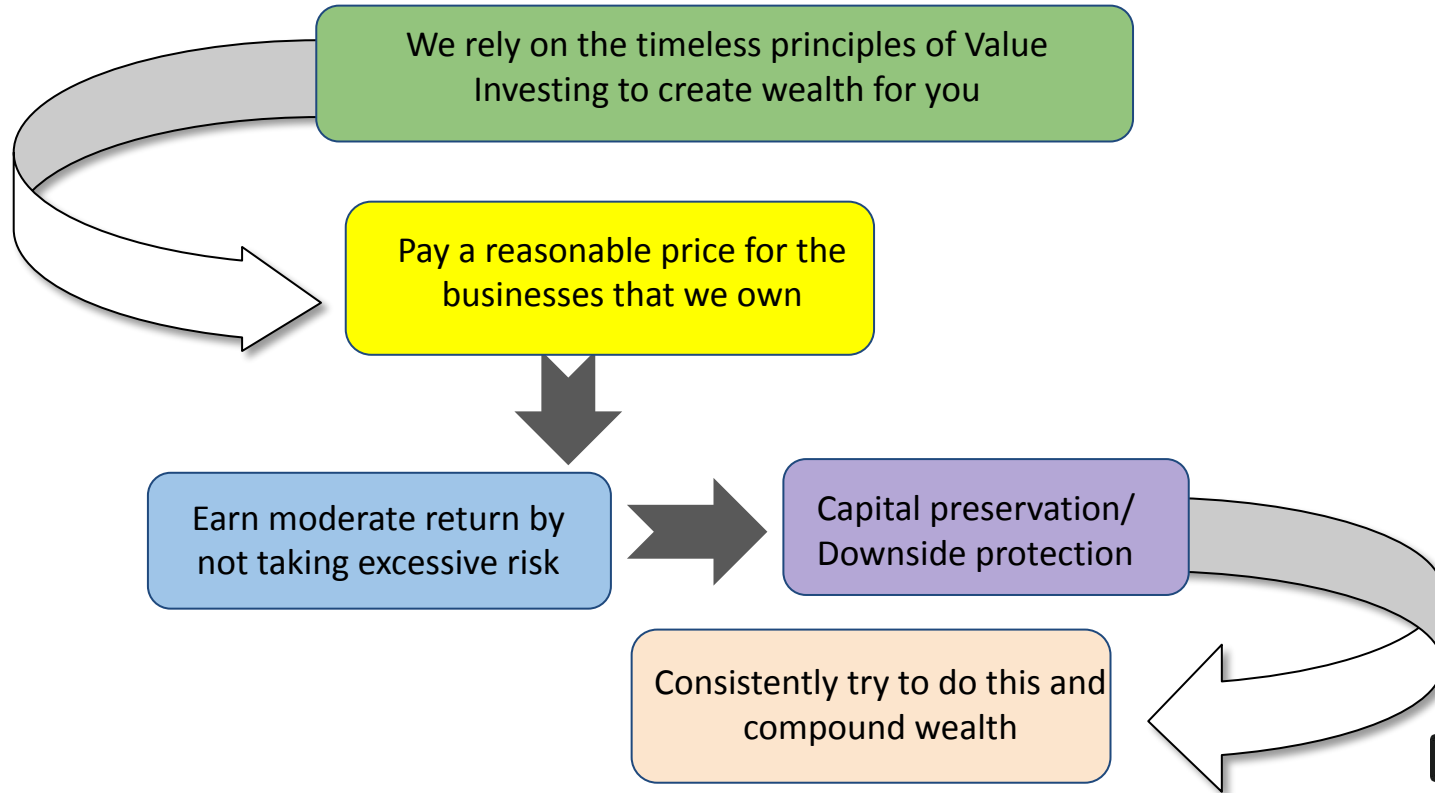 We rely on the timeless principles of Value
Investing to create wealth for you
Pay a reasonable price for the
businesses that we own
Earn moderate return by
not taking excessive risk
Capital preservation/
Downside protection
Consistently try to do this and
compound wealth